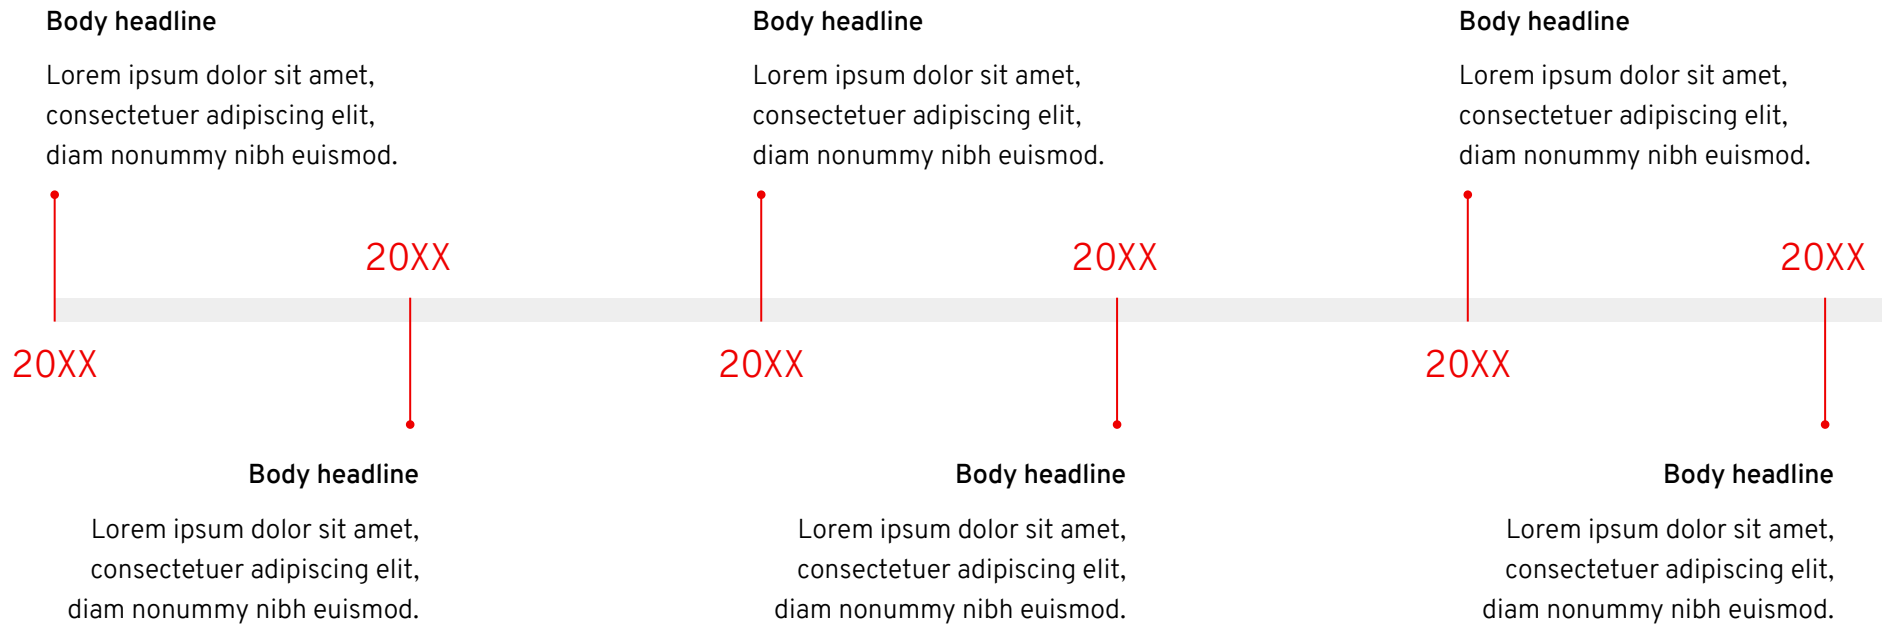 Body headline
Lorem ipsum dolor sit amet,
consectetuer adipiscing elit,
diam nonummy nibh euismod.
Body headline
Lorem ipsum dolor sit amet,
consectetuer adipiscing elit,
diam nonummy nibh euismod.
Body headline
Lorem ipsum dolor sit amet,
consectetuer adipiscing elit,
diam nonummy nibh euismod.
20XX
20XX
20XX
20XX
20XX
20XX
Body headline
Lorem ipsum dolor sit amet,
consectetuer adipiscing elit,
diam nonummy nibh euismod.
Body headline
Lorem ipsum dolor sit amet,
consectetuer adipiscing elit,
diam nonummy nibh euismod.
Body headline
Lorem ipsum dolor sit amet,
consectetuer adipiscing elit,
diam nonummy nibh euismod.